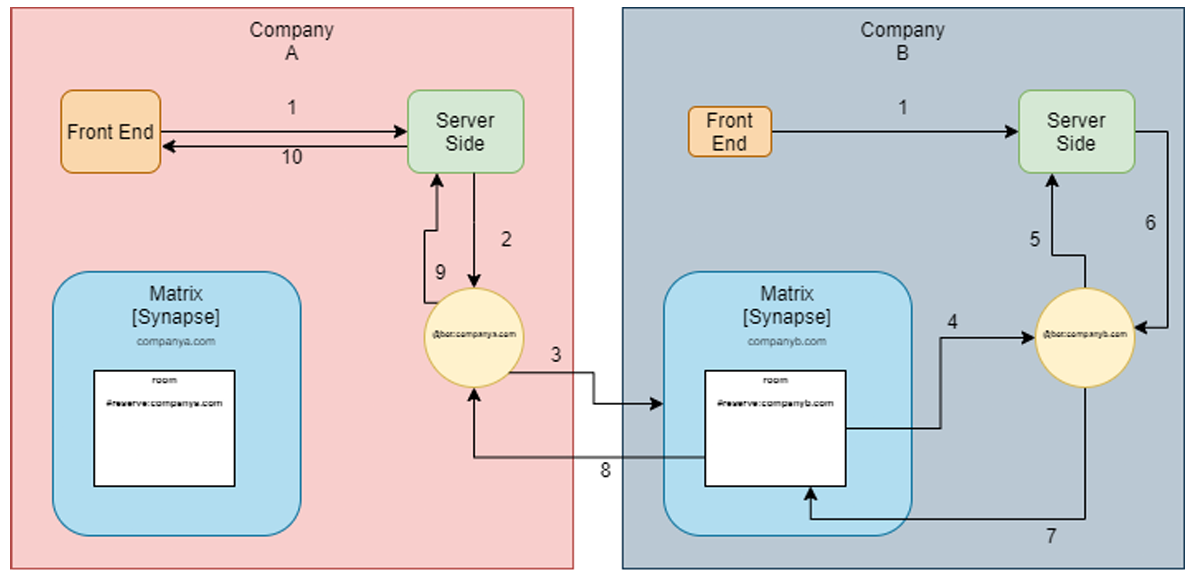 Company
A
Front End
1
10
Server
Side
2
9
Matrix
[Synapse]
companya.com
room
#reserve:companya.com
@bot:companya.com
3
8
Company
B
Front
End
1
Server
Side
6
5
Matrix
[Synapse]
companyb.com
room
#reserve:companyb.com
4
@bot:companyb.com
7